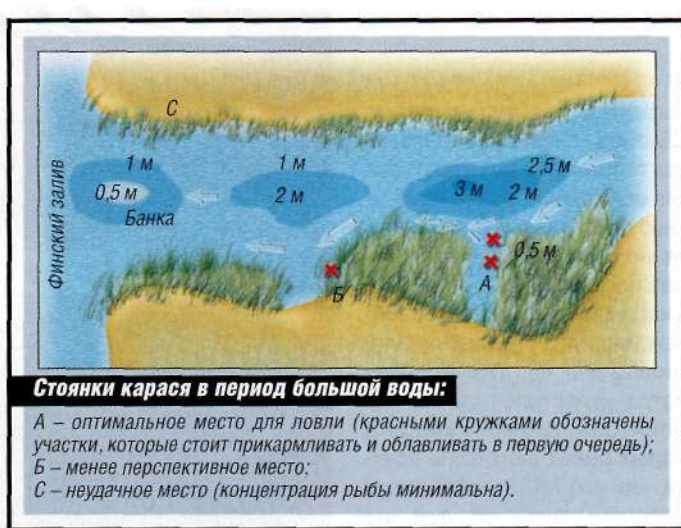 С
Финский залив
1 м
0,5 м
Банка
1 м
2 м
2,5 м
3 м
2 м
0,5 м
А
Б
Стоянки карася в период большой воды:
А – оптимальное место для ловли (красными кружками обозначены
участки, которые стоит прикармливать и облавливать в первую очередь);
Б – менее перспективное место;
С – неудачное место (концентрация рыбы минимальна).